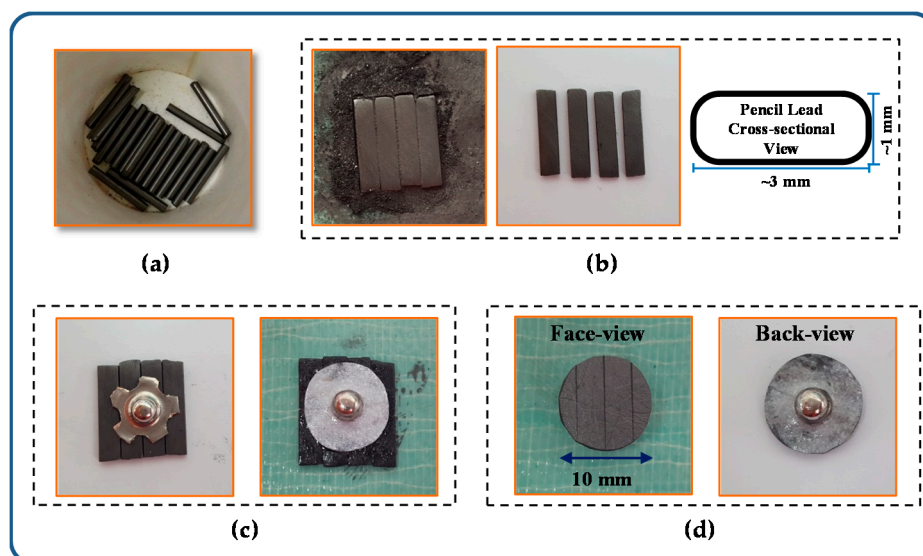 Pencil Lead
Cross-sectional
View
~1 mm
~3 mm
(a)
(b)
Face-view
Back-view
10 mm
(c)
(d)